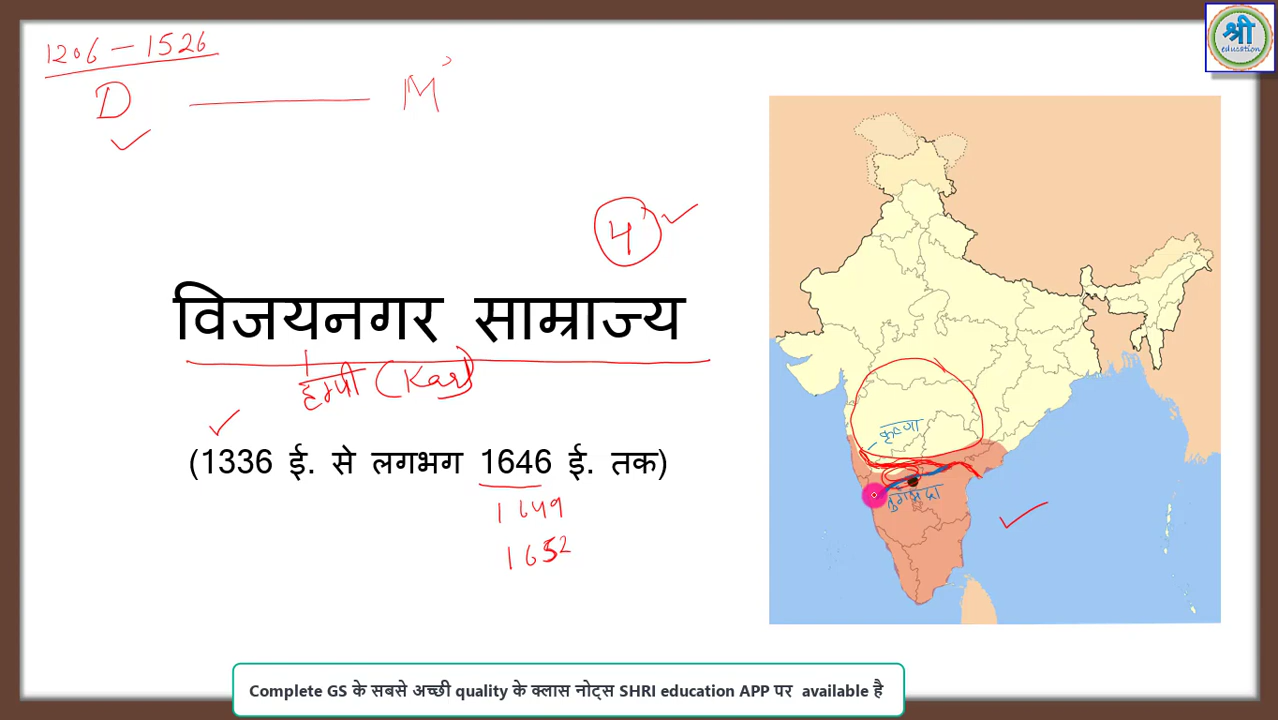 1206 – 1526
D — M
श्री
education
4
विजयनगर साम्राज्य
हम्पी (Kar)
(1336 ई. से लगभग 1646 ई. तक)
1649
1652
कृष्णा
तुंगभद्रा
Complete GS के सबसे अच्छी quality के क्लास नोट्स SHRI education APP पर available है